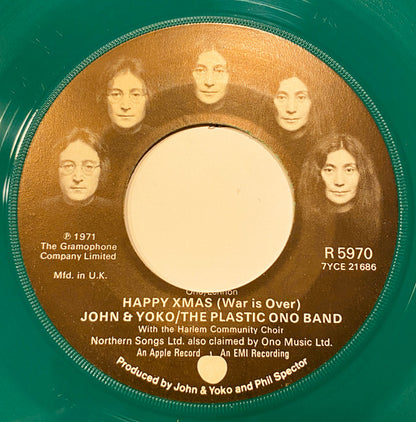 ℗ 1971
The Gramophone
Company Limited
Mfd. in U.K.
R 5970
7YCE 21686
Ono/Lennon
HAPPY XMAS (War is Over)
JOHN & YOKO/THE PLASTIC ONO BAND
With the Harlem Community Choir
Northern Songs Ltd. also claimed by Ono Music Ltd.
An Apple Record An EMI Recording
Produced by John & Yoko and Phil Spector